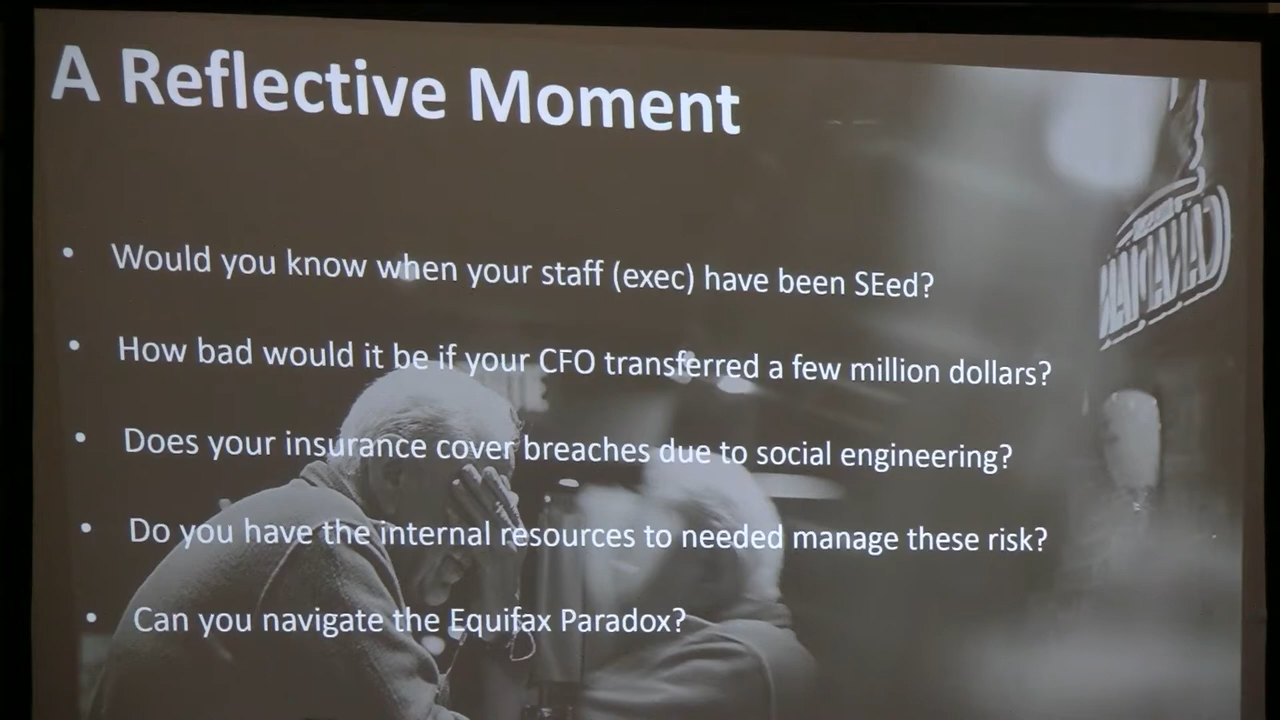 A Reflective Moment
• Would you know when your staff (exec) have been SEed?
• How bad would it be if your CFO transferred a few million dollars?
• Does your insurance cover breaches due to social engineering?
• Do you have the internal resources to needed manage these risk?
• Can you navigate the Equifax Paradox?
CANADIAN